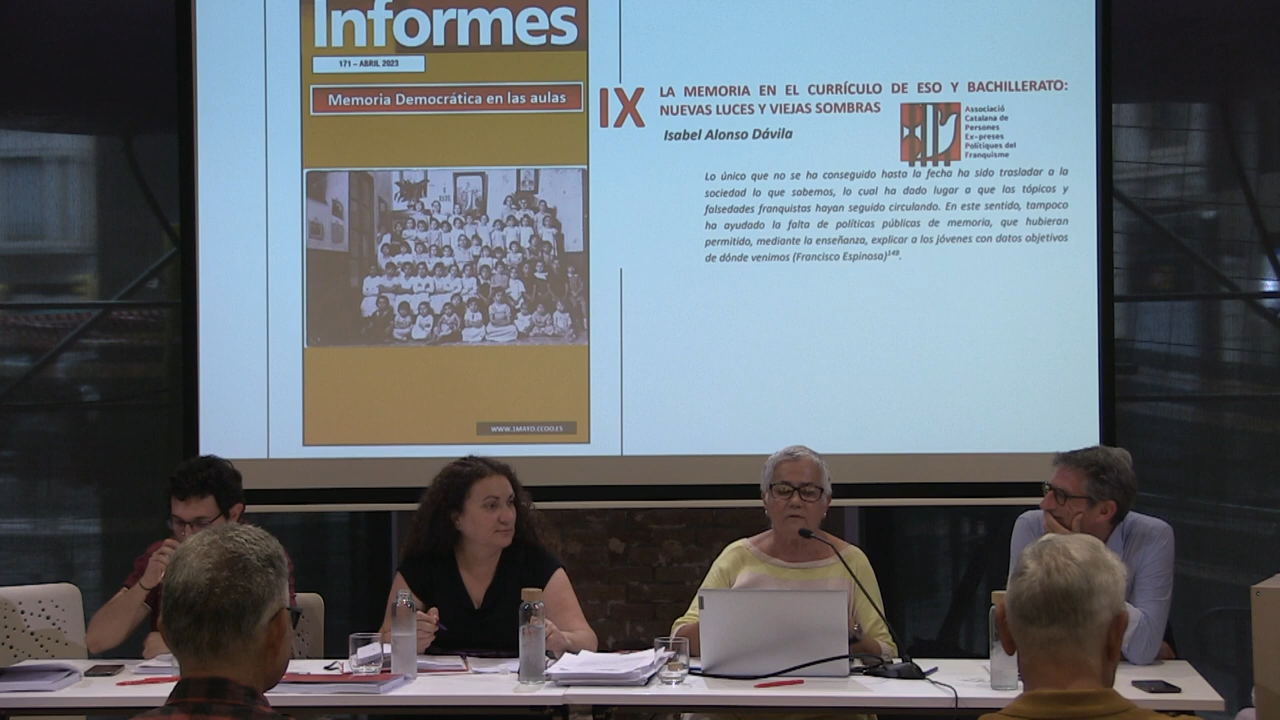 Informes
171 – ABRIL 2023
Memoria Democrática en las aulas
WWW.1MAYO.CCOO.ES
IX
LA MEMORIA EN EL CURRÍCULO DE ESO Y BACHILLERATO:
NUEVAS LUCES Y VIEJAS SOMBRAS
Isabel Alonso Dávila
Associació
Catalana de
Persones
Ex-preses
Polítiques del
Franquisme
Lo único que no se ha conseguido hasta la fecha ha sido trasladar a la
sociedad lo que sabemos, lo cual ha dado lugar a que los tópicos y
falsedades franquistas hayan seguido circulando. En este sentido, tampoco
ha ayudado la falta de políticas públicas de memoria, que hubieran
permitido, mediante la enseñanza, explicar a los jóvenes con datos objetivos
de dónde venimos (Francisco Espinosa)¹⁴⁹.